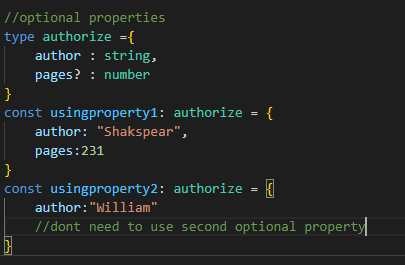 //optional properties
type authorize ={
author : string,
pages? : number
}
const usingproperty1: authorize = {
author: "Shakspear",
pages:231
}
const usingproperty2: authorize = {
author:"William"
//dont need to use second optional property
}